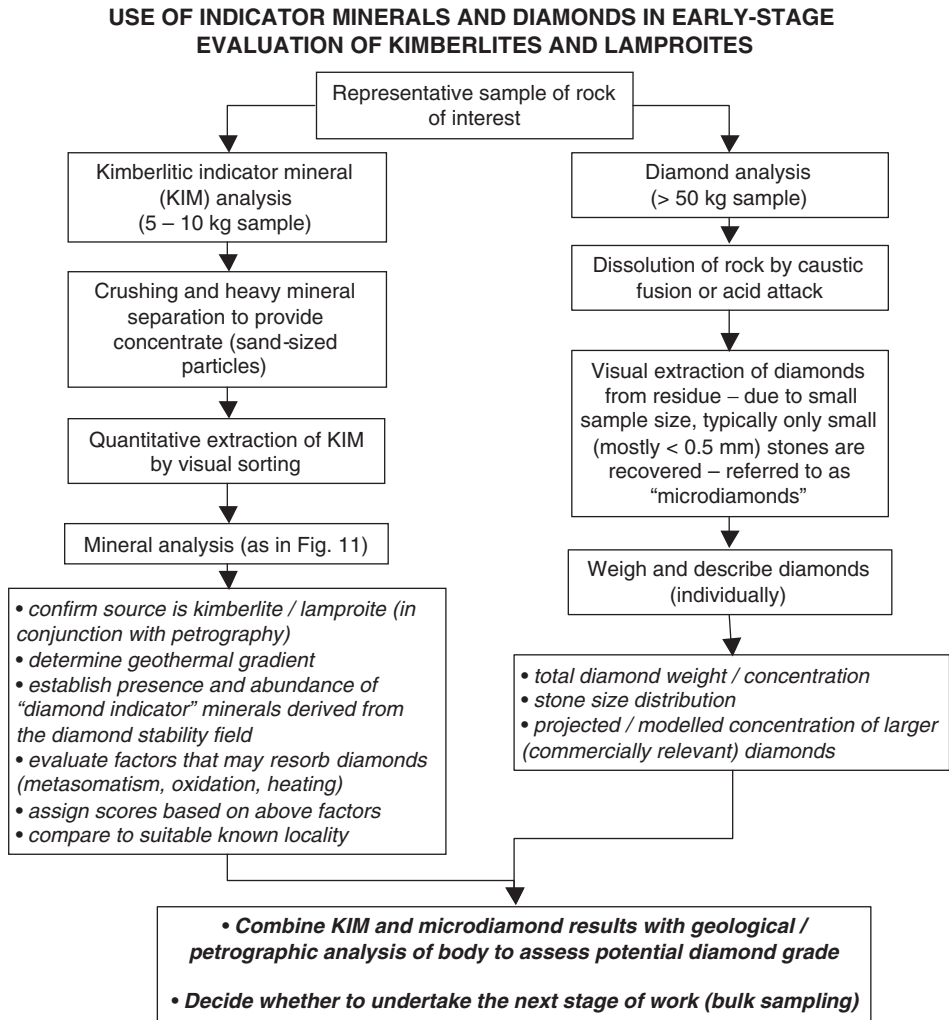 USE OF INDICATOR MINERALS AND DIAMONDS IN EARLY-STAGE
EVALUATION OF KIMBERLITES AND LAMPROITES
Representative sample of rock
of interest
Kimberlitic indicator mineral
(KIM) analysis
(5 – 10 kg sample)
Crushing and heavy mineral
separation to provide
concentrate (sand-sized
particles)
Quantitative extraction of KIM
by visual sorting
Mineral analysis (as in Fig. 11)
• confirm source is kimberlite / lamproite (in
conjunction with petrography)
• determine geothermal gradient
• establish presence and abundance of
“diamond indicator” minerals derived from
the diamond stability field
• evaluate factors that may resorb diamonds
(metasomatism, oxidation, heating)
• assign scores based on above factors
• compare to suitable known locality
Diamond analysis
(> 50 kg sample)
Dissolution of rock by caustic
fusion or acid attack
Visual extraction of diamonds
from residue – due to small
sample size, typically only small
(mostly < 0.5 mm) stones are
recovered – referred to as
“microdiamonds”
Weigh and describe diamonds
(individually)
• total diamond weight / concentration
• stone size distribution
• projected / modelled concentration of larger
(commercially relevant) diamonds
• Combine KIM and microdiamond results with geological /
petrographic analysis of body to assess potential diamond grade
• Decide whether to undertake the next stage of work (bulk sampling)